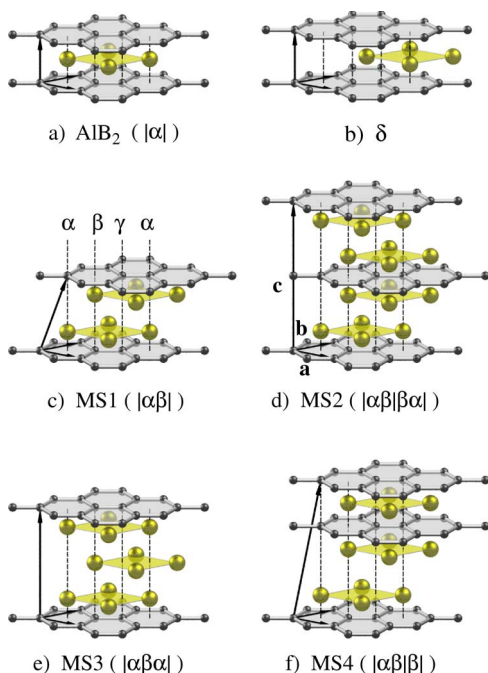 a) AlB₂ ( |α| )
b) δ
α β γ α
c) MS1 ( |αβ| )
c
b
a
d) MS2 ( |αβ|βα| )
e) MS3 ( |αβα| )
f) MS4 ( |αβ|β| )